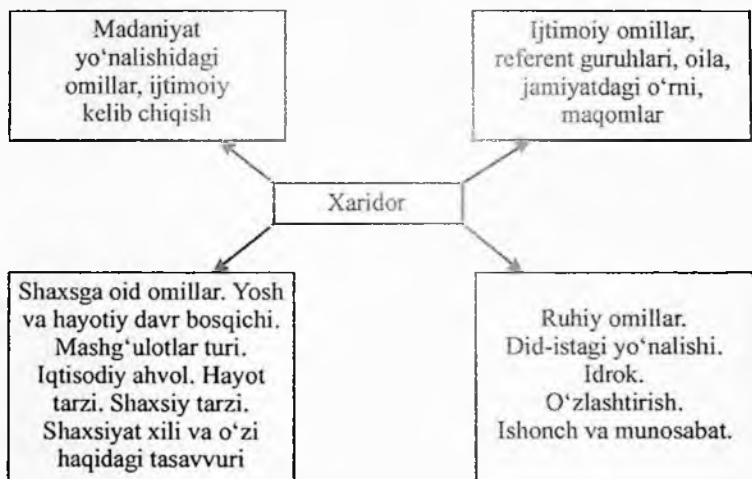 Madaniyat
yo‘nalishidagi
omillar, ijtimoiy
kelib chiqish
Ijtimoiy omillar,
referent guruhlari, oila,
jamiyatdagi o‘rni,
maqomlar
Xaridor
Shaxsga oid omillar. Yosh
va hayotiy davr bosqichi.
Mashg‘ulotlar turi.
Iqtisodiy ahvol. Hayot
tarzi. Shaxsiy tarzi.
Shaxsiyat xili va o‘zi
haqidagi tasavvuri
Ruhiy omillar.
Did-istagi yo‘nalishi.
Idrok.
O‘zlashtirish.
Ishonch va munosabat.